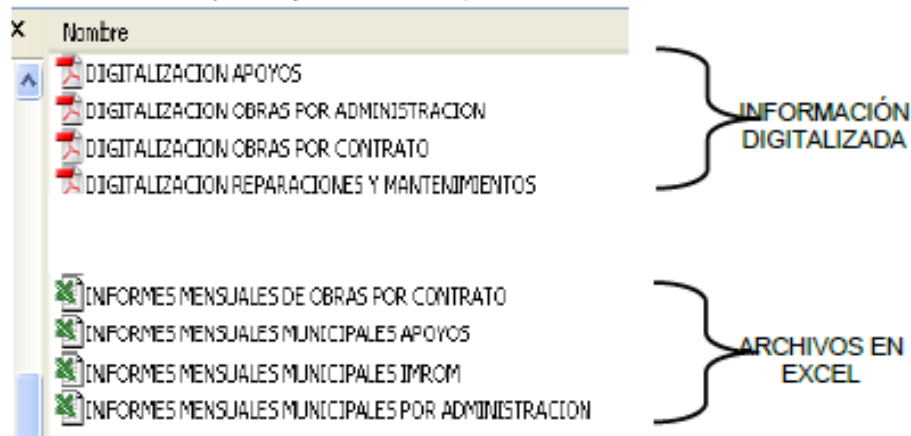 Nombre
DIGITALIZACION APOYOS
DIGITALIZACION OBRAS POR ADMINISTRACION
DIGITALIZACION OBRAS POR CONTRATO
DIGITALIZACION REPARACIONES Y MANTENIMIENTOS
INFORMACIÓN
DIGITALIZADA
INFORMES MENSUALES DE OBRAS POR CONTRATO
INFORMES MENSUALES MUNICIPALES APOYOS
INFORMES MENSUALES MUNICIPALES IMROM
INFORMES MENSUALES MUNICIPALES POR ADMINISTRACION
ARCHIVOS EN
EXCEL